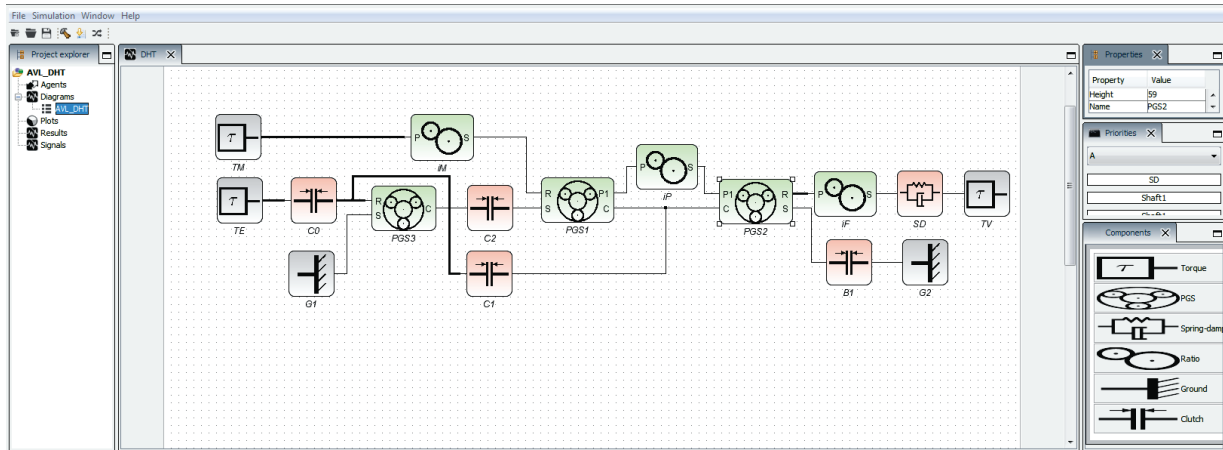 File Simulation Window Help
Project explorer
AVL_DHT
Agents
Diagrams
AVL_DHT
Plots
Results
Signals
DHT
τ
TM
P S
iM
τ
TE
C0
R
S C
PGS3
C2
R P1
S C
PGS1
P S
iP
P1 R
C S
PGS2
P S
iF
SD
τ
TV
G1
C1
B1
G2
Properties
Property Value
Height 59
Name PGS2
Priorities
A
SD
Shaft1
Components
τ Torque
PGS
Spring-damp
Ratio
Ground
Clutch